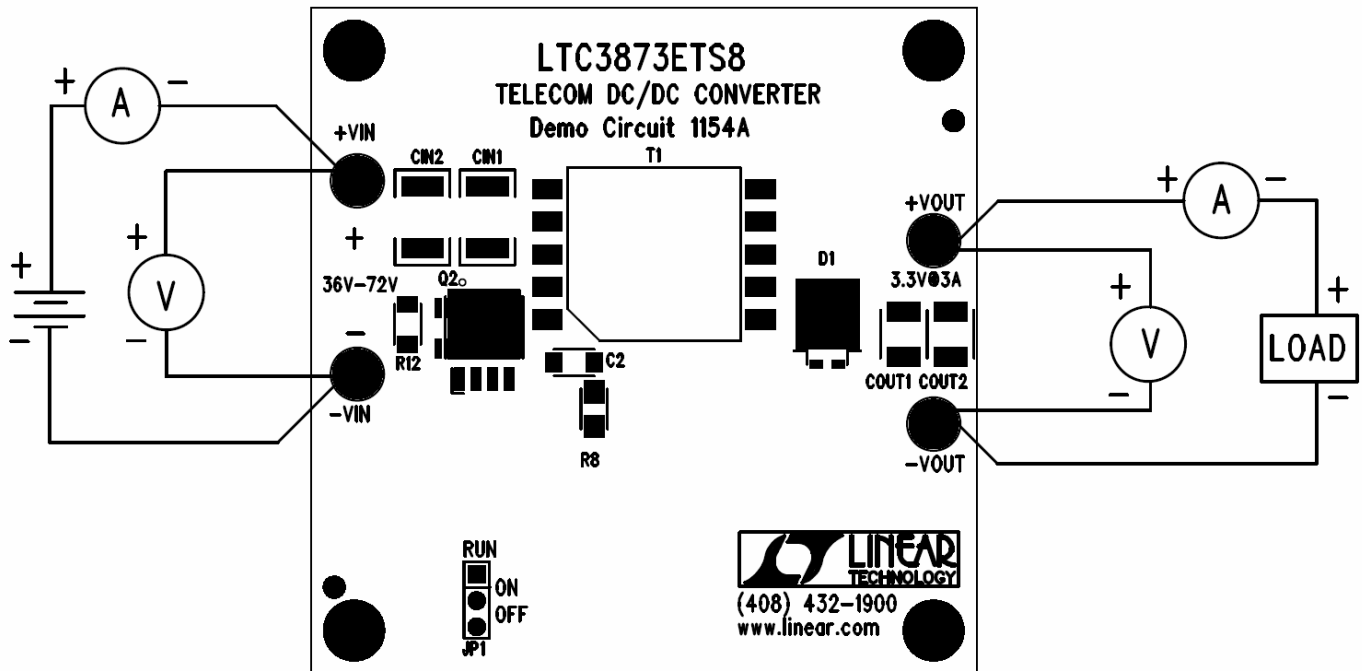 LTC3873ETS8
TELECOM DC/DC CONVERTER
Demo Circuit 1154A
+ A -
+VIN
CIN2 CIN1
T1
+
V
-
+
-
+
36V-72V
-
-VIN
Q2
R12
C2
R8
D1
+VOUT
3.3V@3A
COUT1 COUT2
-VOUT
+ A -
+
V
-
+
LOAD
-
RUN
ON
OFF
JP1
LINEAR
TECHNOLOGY
(408) 432-1900
www.linear.com